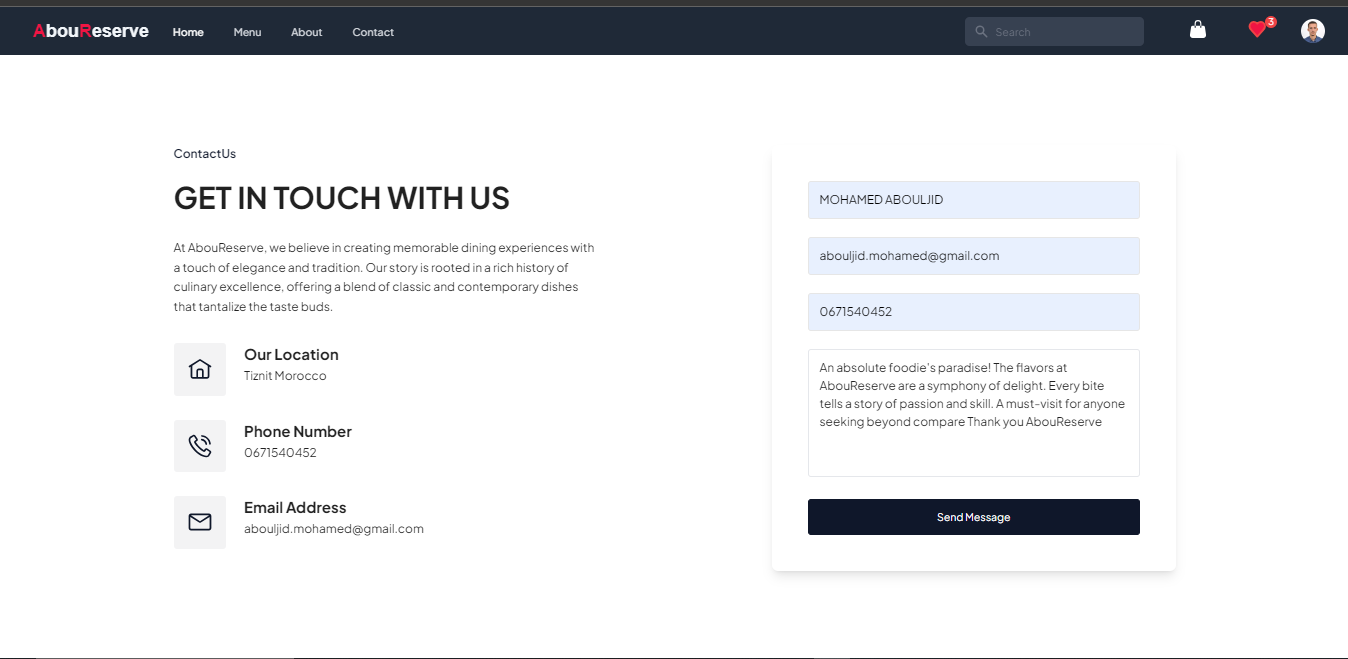 AbouReserve
Home
Menu
About
Contact
Search
3
ContactUs
GET IN TOUCH WITH US
At AbouReserve, we believe in creating memorable dining experiences with
a touch of elegance and tradition. Our story is rooted in a rich history of
culinary excellence, offering a blend of classic and contemporary dishes
that tantalize the taste buds.
Our Location
Tiznit Morocco
Phone Number
0671540452
Email Address
abouljid.mohamed@gmail.com
MOHAMED ABOULJID
abouljid.mohamed@gmail.com
0671540452
An absolute foodie's paradise! The flavors at
AbouReserve are a symphony of delight. Every bite
tells a story of passion and skill. A must-visit for anyone
seeking beyond compare Thank you AbouReserve
Send Message